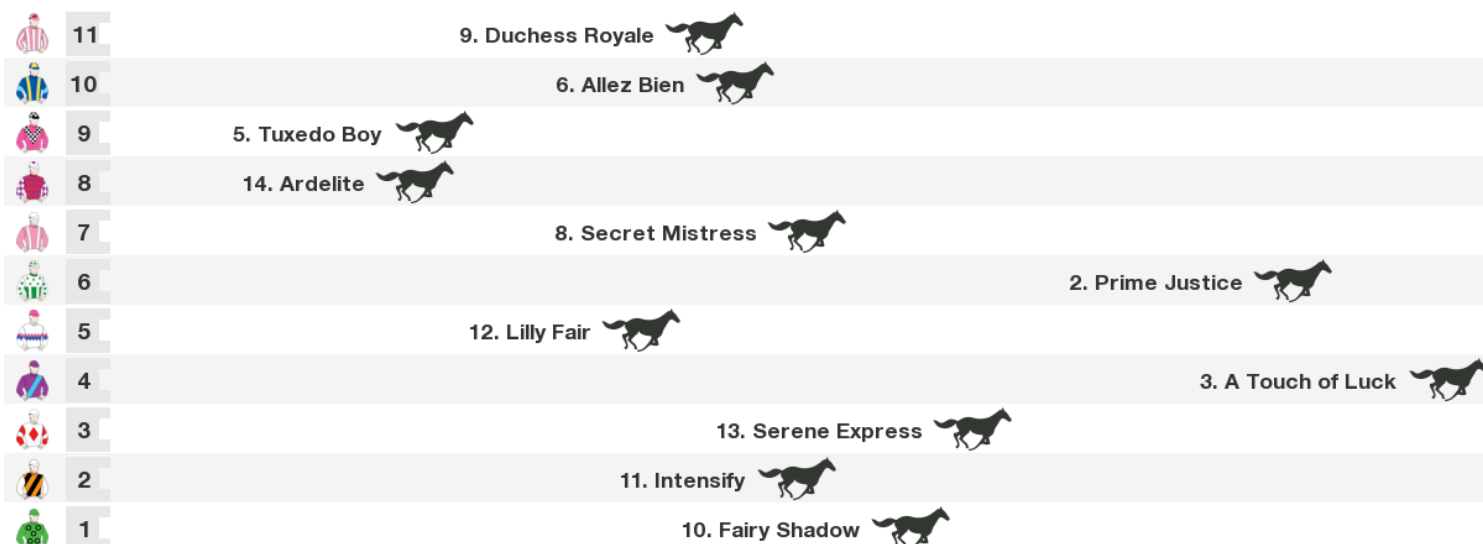 11 9. Duchess Royale
10 6. Allez Bien
9 5. Tuxedo Boy
8 14. Ardelite
7 8. Secret Mistress
6 2. Prime Justice
5 12. Lilly Fair
4 3. A Touch of Luck
3 13. Serene Express
2 11. Intensify
1 10. Fairy Shadow